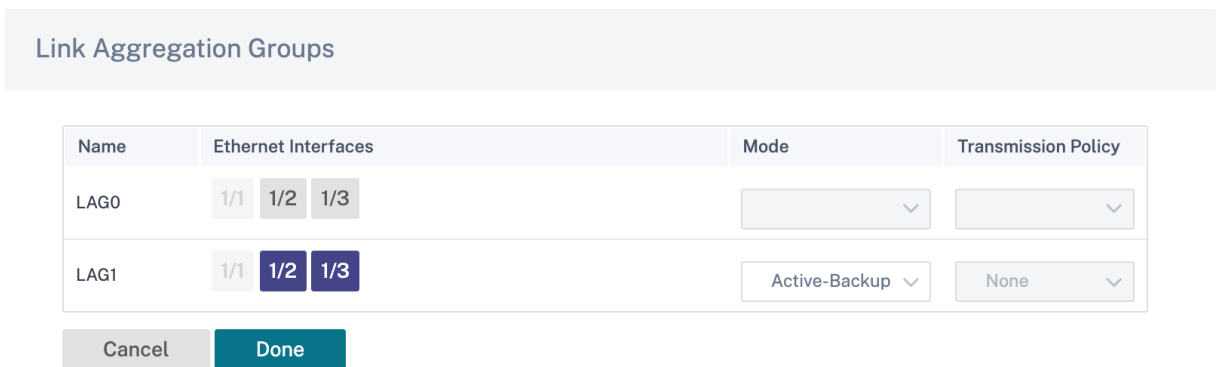 Link Aggregation Groups
Name Ethernet Interfaces Mode Transmission Policy
LAG0 1/1 1/2 1/3
LAG1 1/1 1/2 1/3 Active-Backup None
Cancel Done